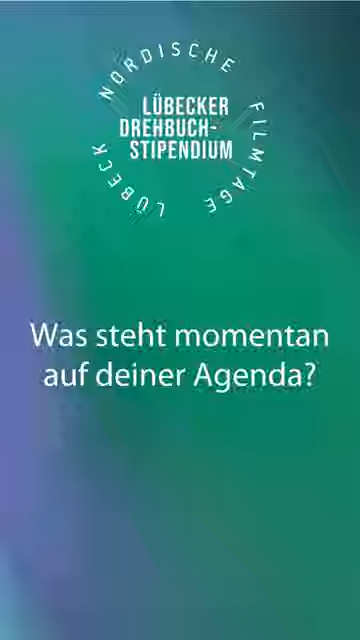 NORDISCHE FILMTAGE LÜBECK
LÜBECKER
DREHBUCH-
STIPENDIUM
Was steht momentan
auf deiner Agenda?